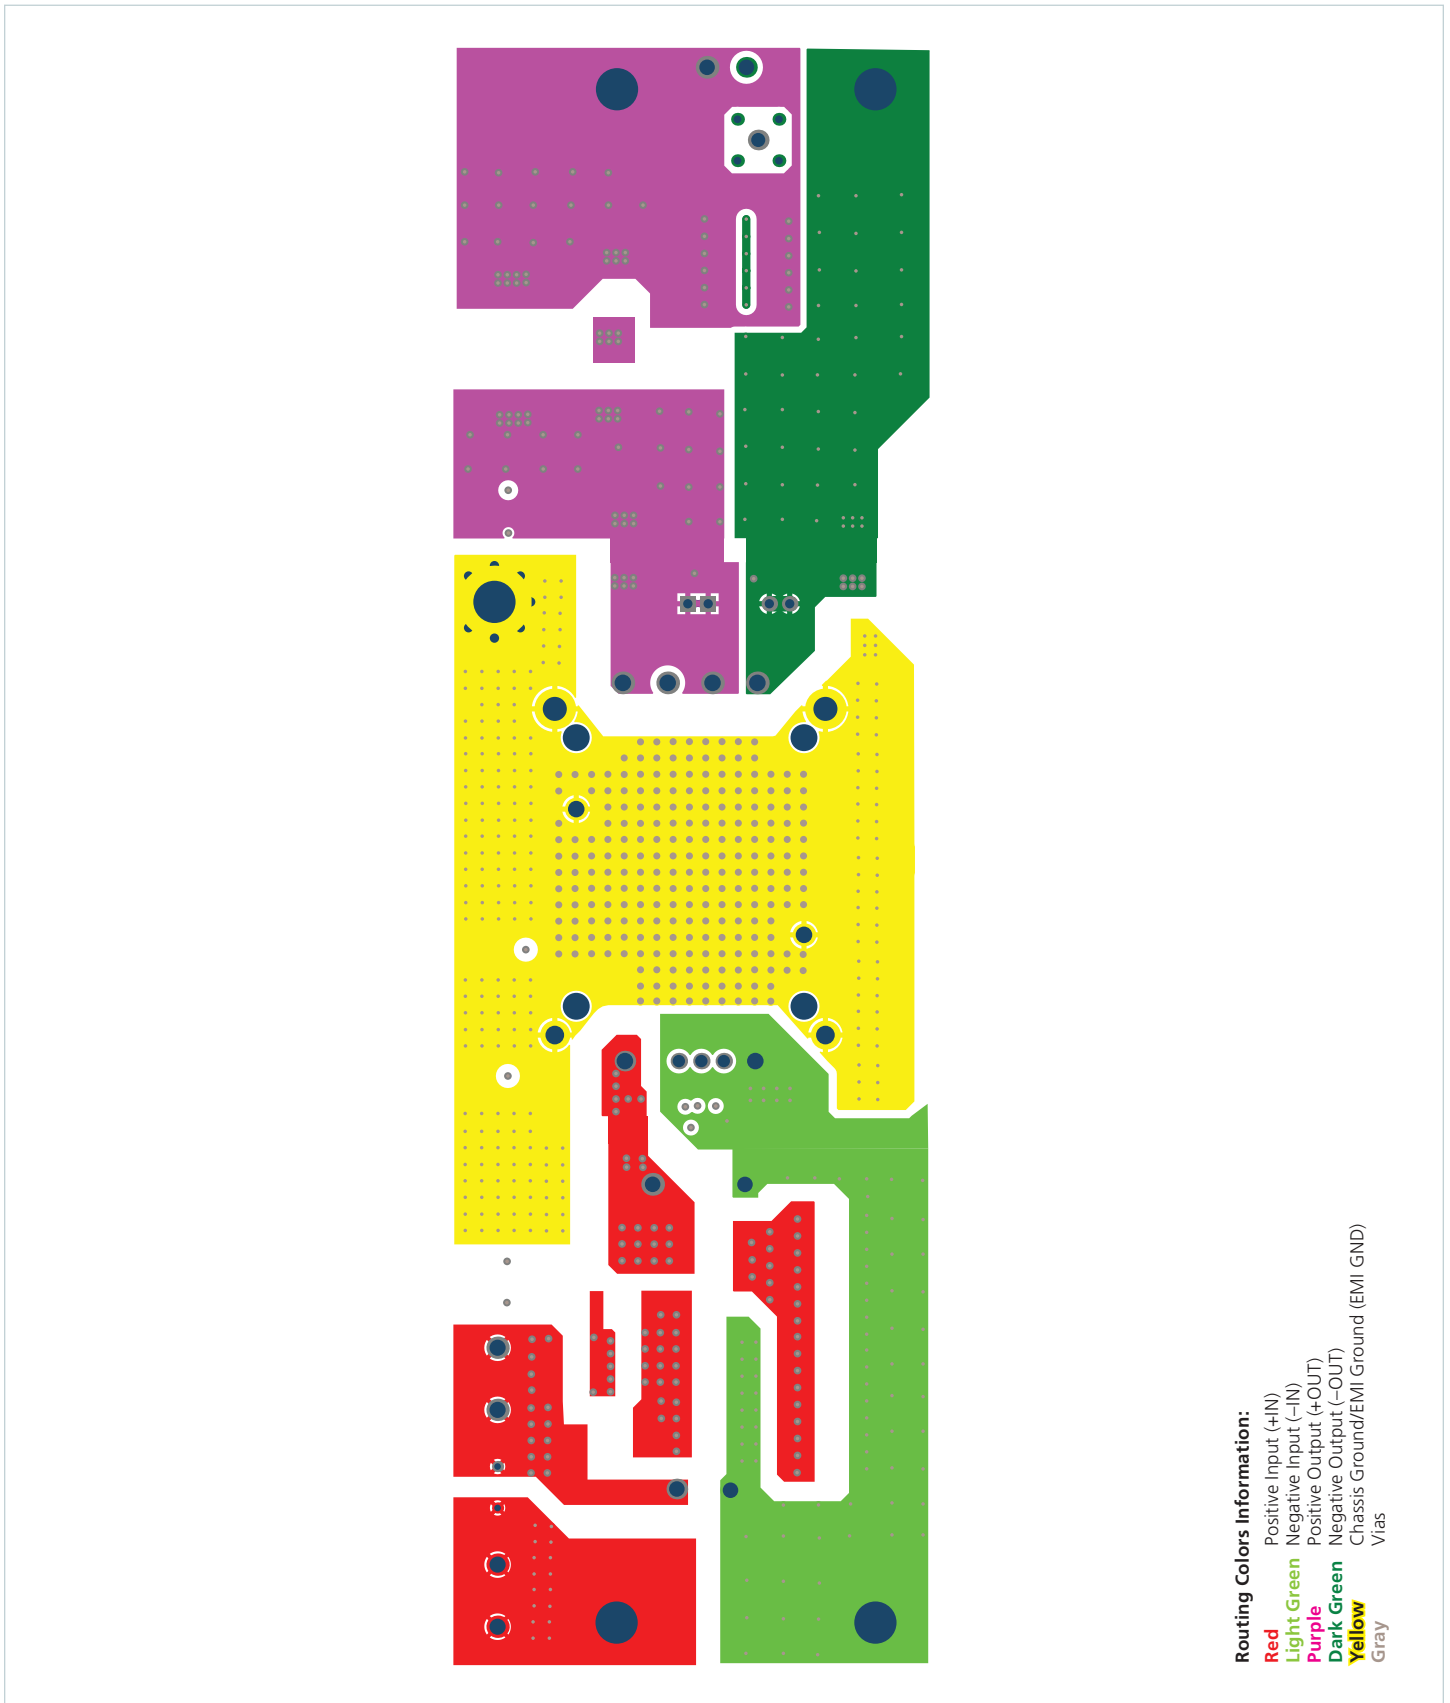 Routing Colors Information:
Red Positive Input (+IN)
Light Green Negative Input (–IN)
Purple Positive Output (+OUT)
Dark Green Negative Output (–OUT)
Yellow Chassis Ground/EMI Ground (EMI GND)
Gray Vias